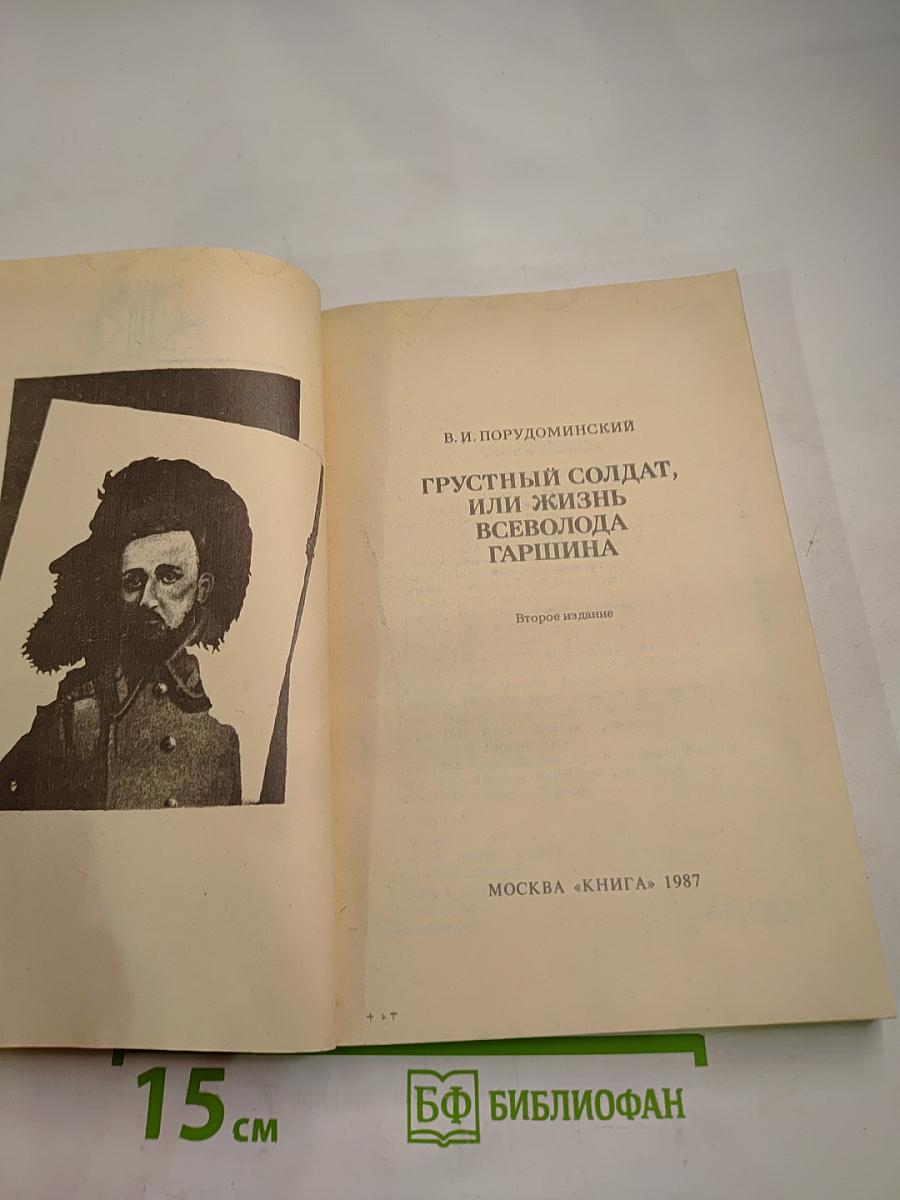 В. И. ПОРУДОМИНСКИЙ
ГРУСТНЫЙ СОЛДАТ,
ИЛИ ЖИЗНЬ
ВСЕВОЛОДА
ГАРШИНА
Второе издание
МОСКВА «КНИГА» 1987
15 см
БФ БИБЛИОФАН